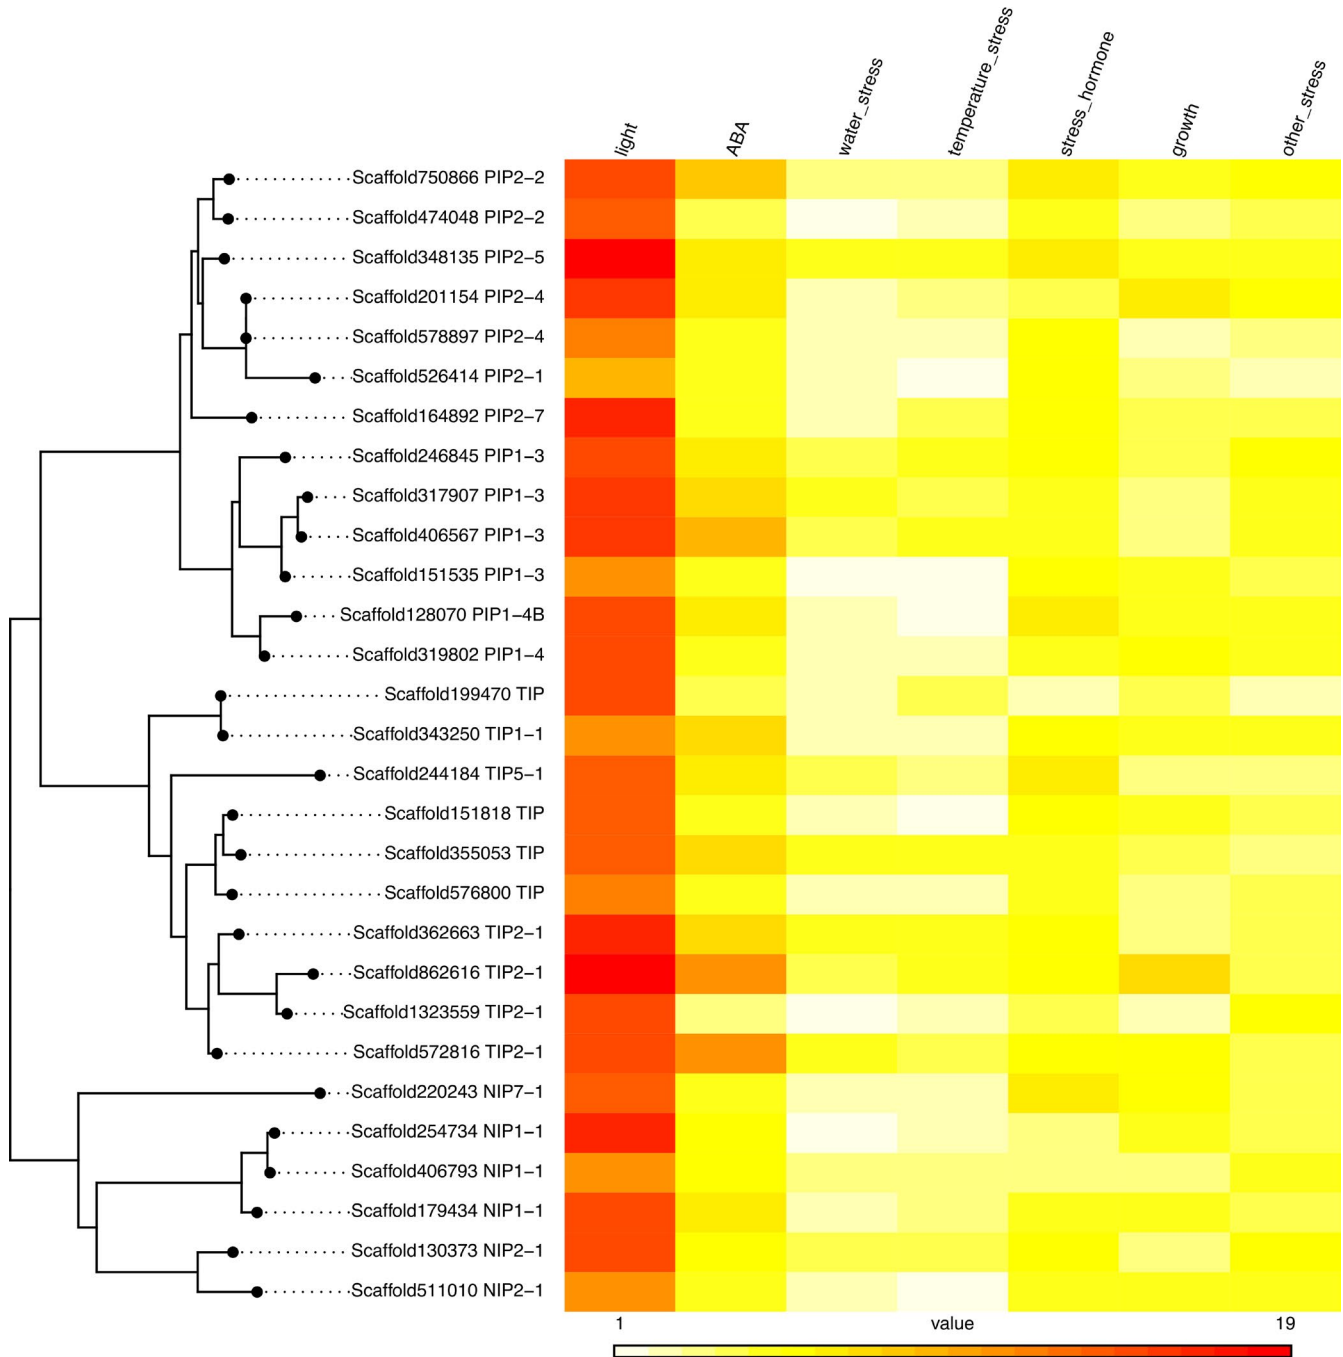 light
ABA
water_stress
temperature_stress
stress_hormone
growth
other_stress
Scaffold750866 PIP2−2
Scaffold474048 PIP2−2
Scaffold348135 PIP2−5
Scaffold201154 PIP2−4
Scaffold578897 PIP2−4
Scaffold526414 PIP2−1
Scaffold164892 PIP2−7
Scaffold246845 PIP1−3
Scaffold317907 PIP1−3
Scaffold406567 PIP1−3
Scaffold151535 PIP1−3
Scaffold128070 PIP1−4B
Scaffold319802 PIP1−4
Scaffold199470 TIP
Scaffold343250 TIP1−1
Scaffold244184 TIP5−1
Scaffold151818 TIP
Scaffold355053 TIP
Scaffold576800 TIP
Scaffold362663 TIP2−1
Scaffold862616 TIP2−1
Scaffold1323559 TIP2−1
Scaffold572816 TIP2−1
Scaffold220243 NIP7−1
Scaffold254734 NIP1−1
Scaffold406793 NIP1−1
Scaffold179434 NIP1−1
Scaffold130373 NIP2−1
Scaffold511010 NIP2−1
1 value 19